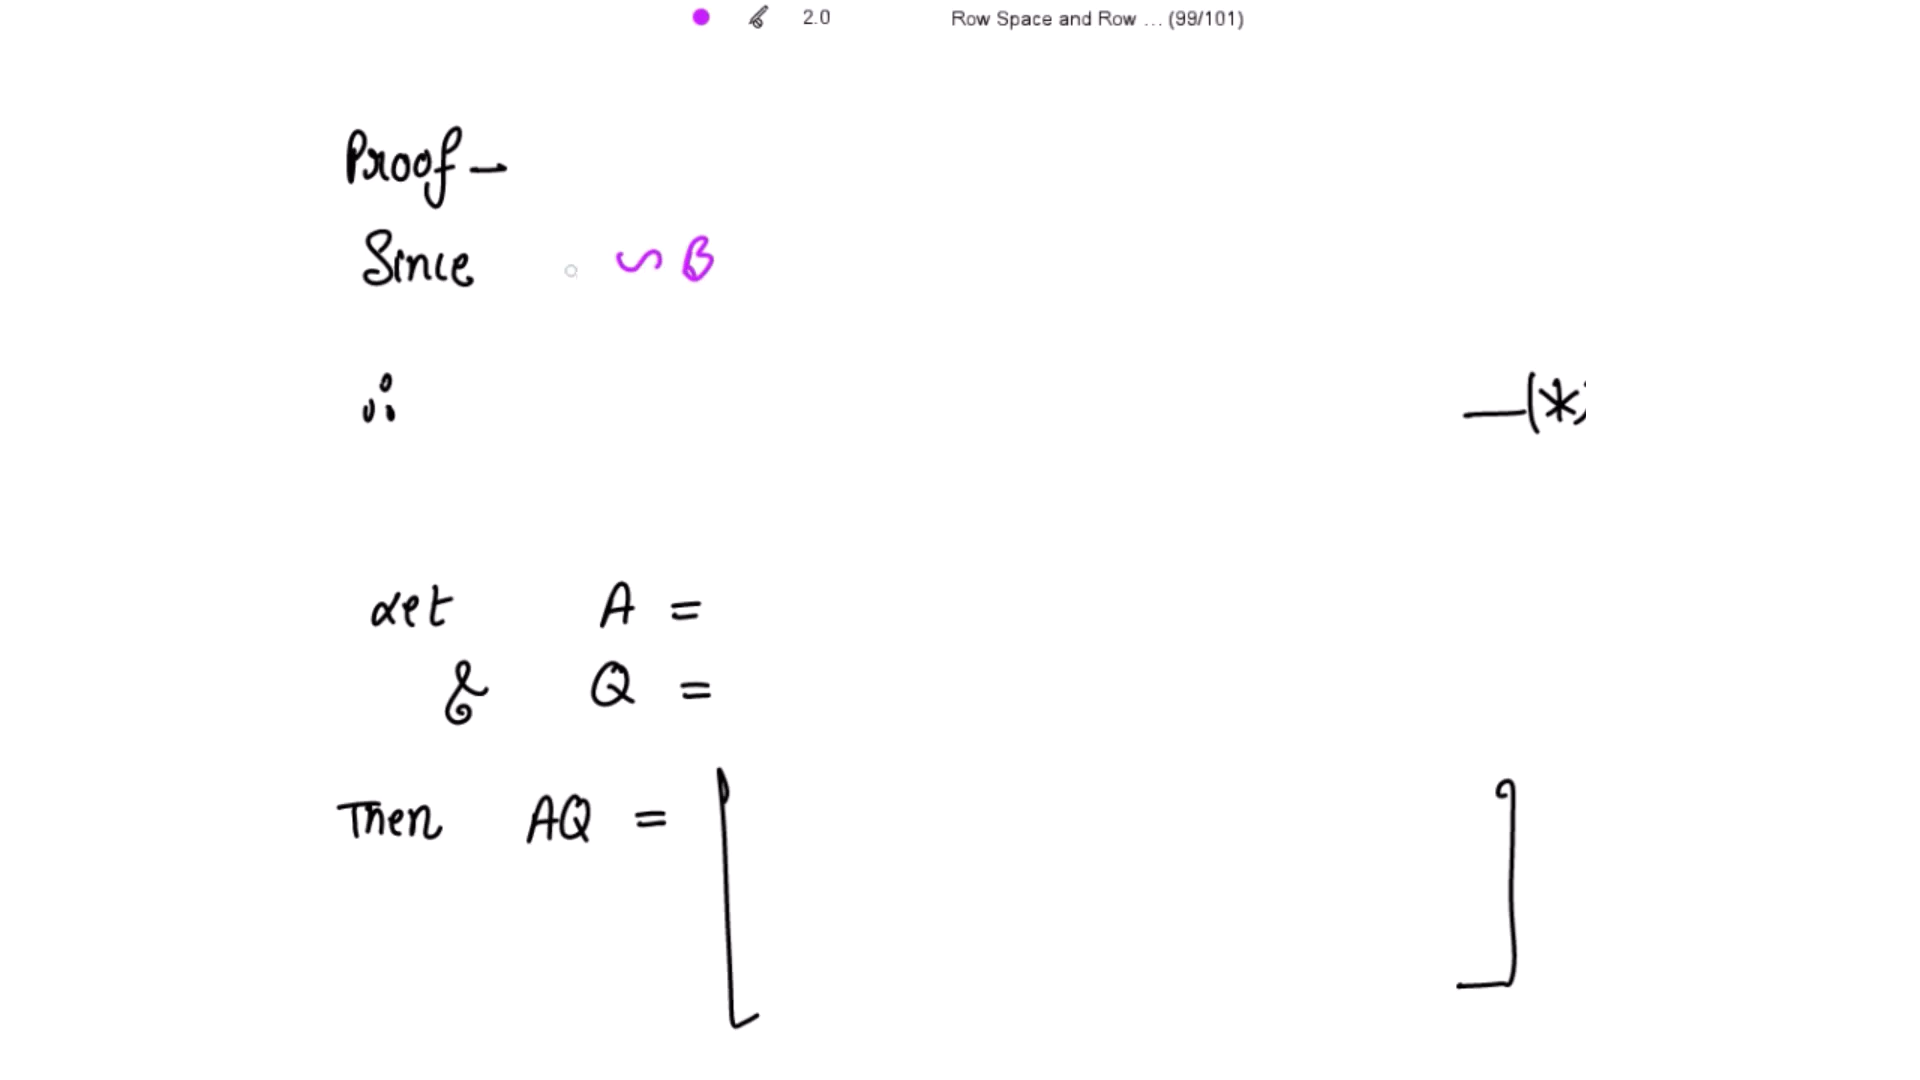 2.0 Row Space and Row ... (99/101)
Proof -
Since ∽ B
∴ —(*)
Let A =
& Q =
Then AQ = [ ]